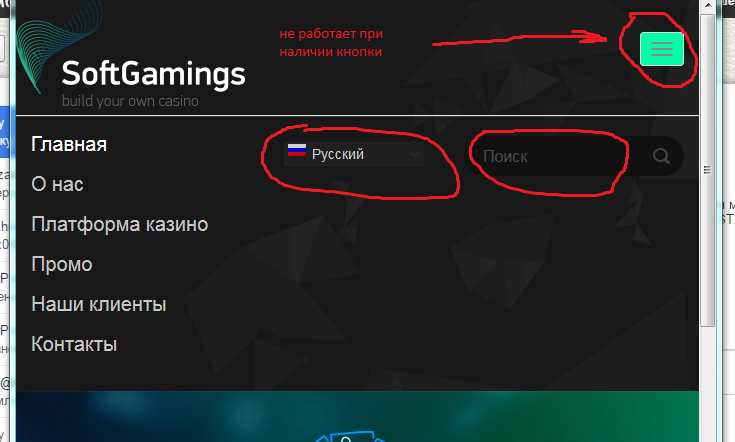 не работает при
наличии кнопки
SoftGamings
build your own casino
Главная
Русский
Поиск
О нас
Платформа казино
Промо
Наши клиенты
Контакты